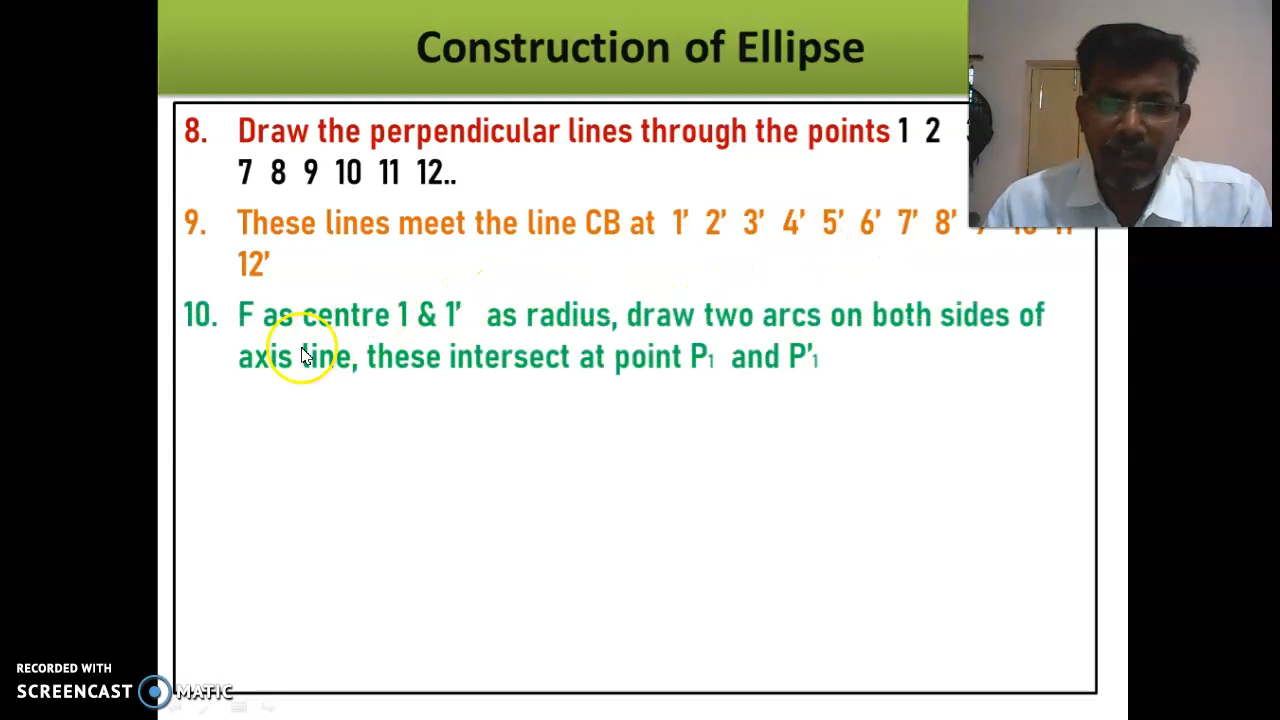 Construction of Ellipse
8. Draw the perpendicular lines through the points 1 2
7 8 9 10 11 12..
9. These lines meet the line CB at 1' 2' 3' 4' 5' 6' 7' 8'
12'
10. F as centre 1 & 1' as radius, draw two arcs on both sides of
axis line, these intersect at point P₁ and P'₁
RECORDED WITH
SCREENCAST MATIC